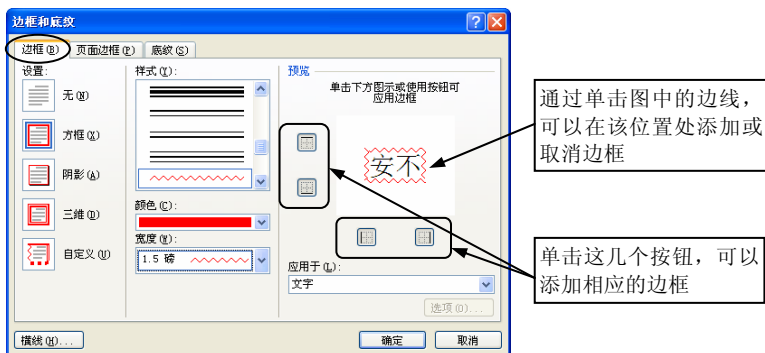 边框和底纹
边框(B) 页面边框(P) 底纹(S)
设置:
无(N)
方框(X)
阴影(A)
三维(D)
自定义(U)
样式(Y):
颜色(C):
宽度(W):
1.5 磅
预览
单击下方图示或使用按钮可
应用边框
安不
应用于(L):
文字
选项(O)...
横线(H)...
确定
取消
通过单击图中的边线，
可以在该位置处添加或
取消边框
单击这几个按钮，可以
添加相应的边框